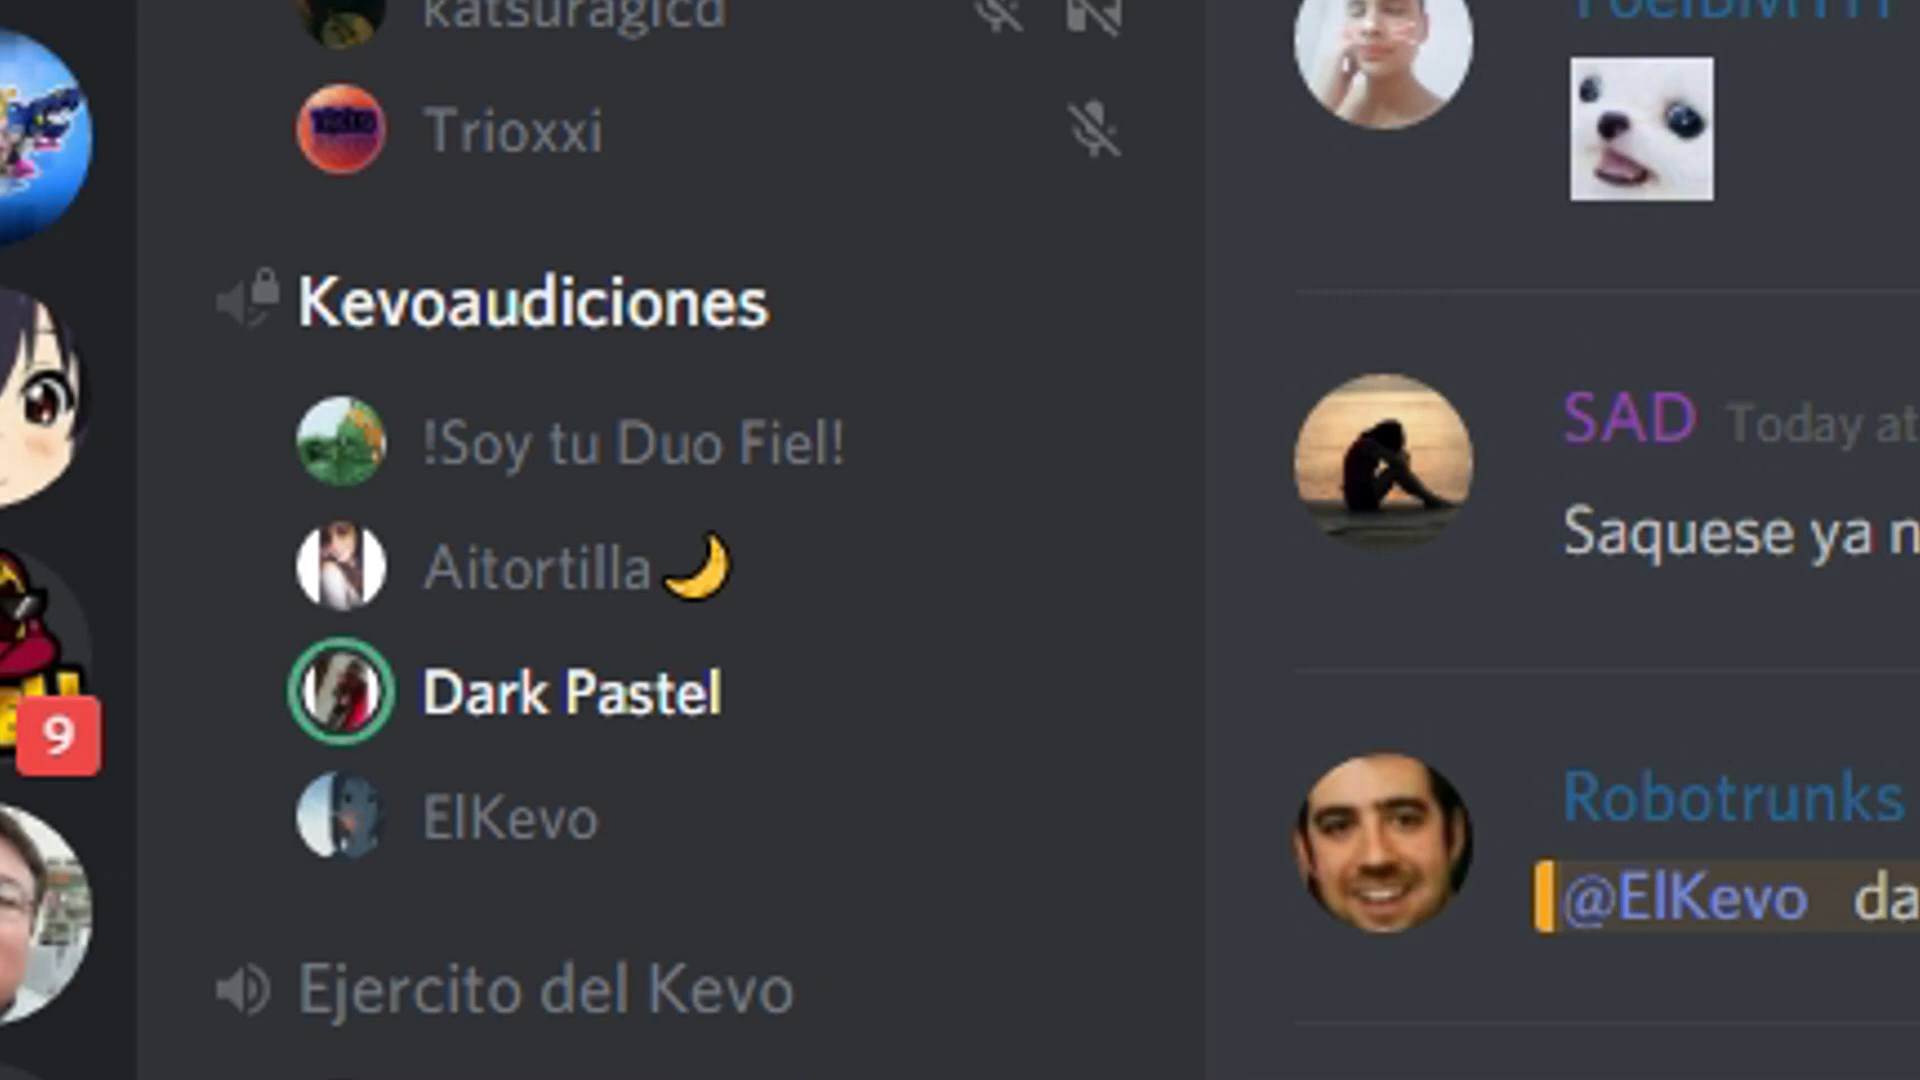 katsuragicd
Trioxxi
Kevoaudiciones
!Soy tu Duo Fiel!
Aitortilla🌙
Dark Pastel
ElKevo
Ejercito del Kevo
9
SAD Today at
Saquese ya n
Robotrunks
@ElKevo da